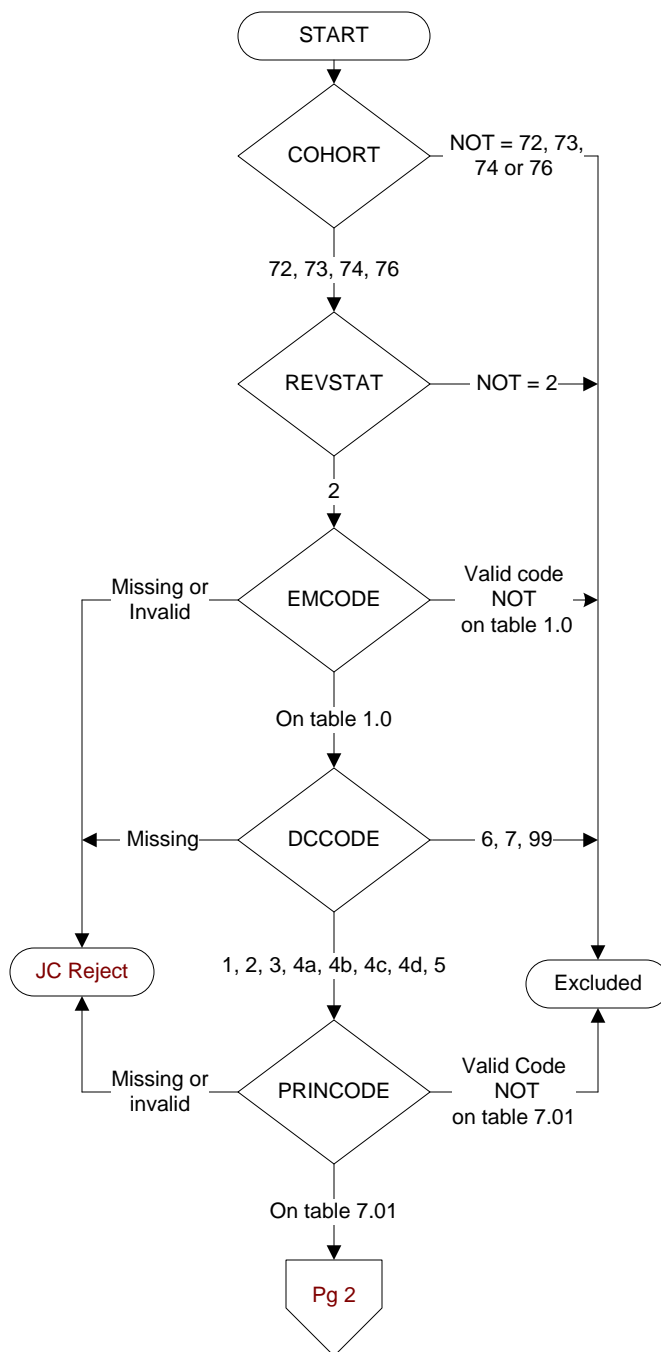 START
COHORT
NOT = 72, 73,
74 or 76
72, 73, 74, 76
REVSTAT
NOT = 2
2
Missing or
Invalid
EMCODE
Valid code
NOT
on table 1.0
On table 1.0
Missing
DCCODE
6, 7, 99
JC Reject
1, 2, 3, 4a, 4b, 4c, 4d, 5
Excluded
Missing or
invalid
PRINCODE
Valid Code
NOT
on table 7.01
On table 7.01
Pg 2